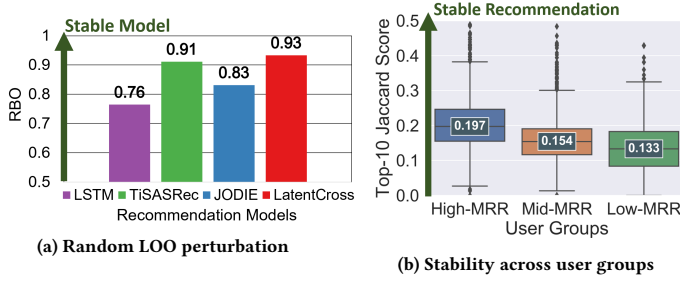 Stable Model
1
0.9
0.8
0.7
0.6
0.5
RBO
0.76
0.91
0.83
0.93
LSTM TiSASRec JODIE LatentCross
Recommendation Models
(a) Random LOO perturbation
Stable Recommendation
0.5
0.4
0.3
0.2
0.1
0.0
Top-10 Jaccard Score
0.197
0.154
0.133
High-MRR Mid-MRR Low-MRR
User Groups
(b) Stability across user groups